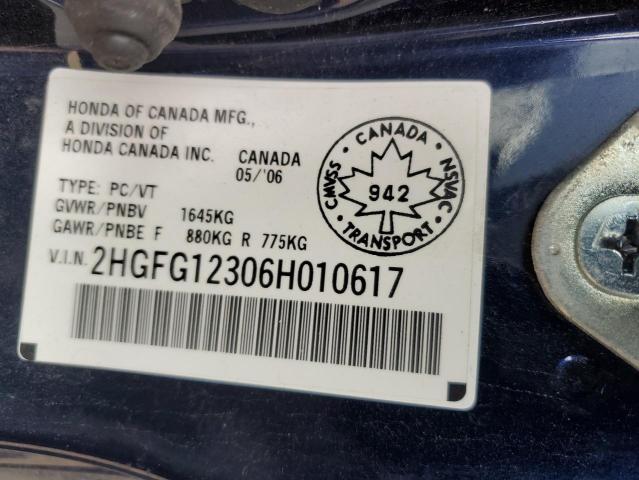 HONDA OF CANADA MFG.,
A DIVISION OF
HONDA CANADA INC. CANADA
05/'06
TYPE: PC/VT
GVWR/PNBV 1645KG
GAWR/PNBE F 880KG R 775KG
V.I.N. 2HGFG12306H010617
CANADA
CMVSS 942 NSVAC
TRANSPORT